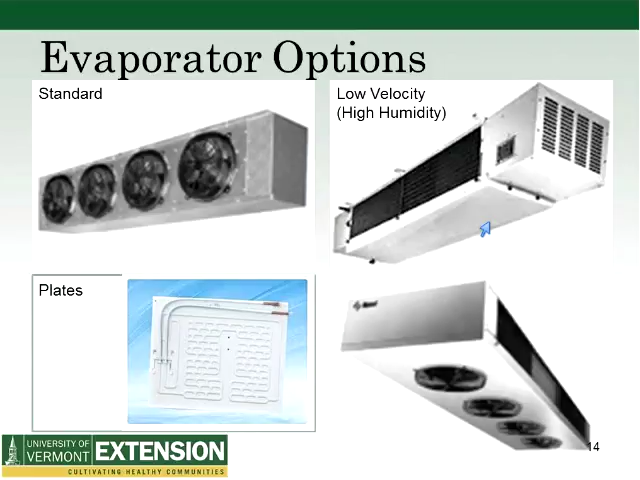 Evaporator Options
Standard
Low Velocity
(High Humidity)
Plates
14
UNIVERSITY OF
VERMONT
EXTENSION
CULTIVATING HEALTHY COMMUNITIES